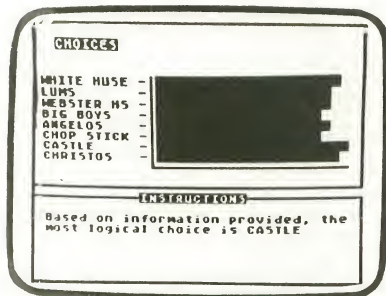 CHOICES
WHITE HUSE -
LUMS -
WEBSTER HS -
BIG BOYS -
ANGELOS -
CHOP STICK -
CASTLE -
CHRISTOS -
INSTRUCTIONS
Based on information provided, the
most logical choice is CASTLE